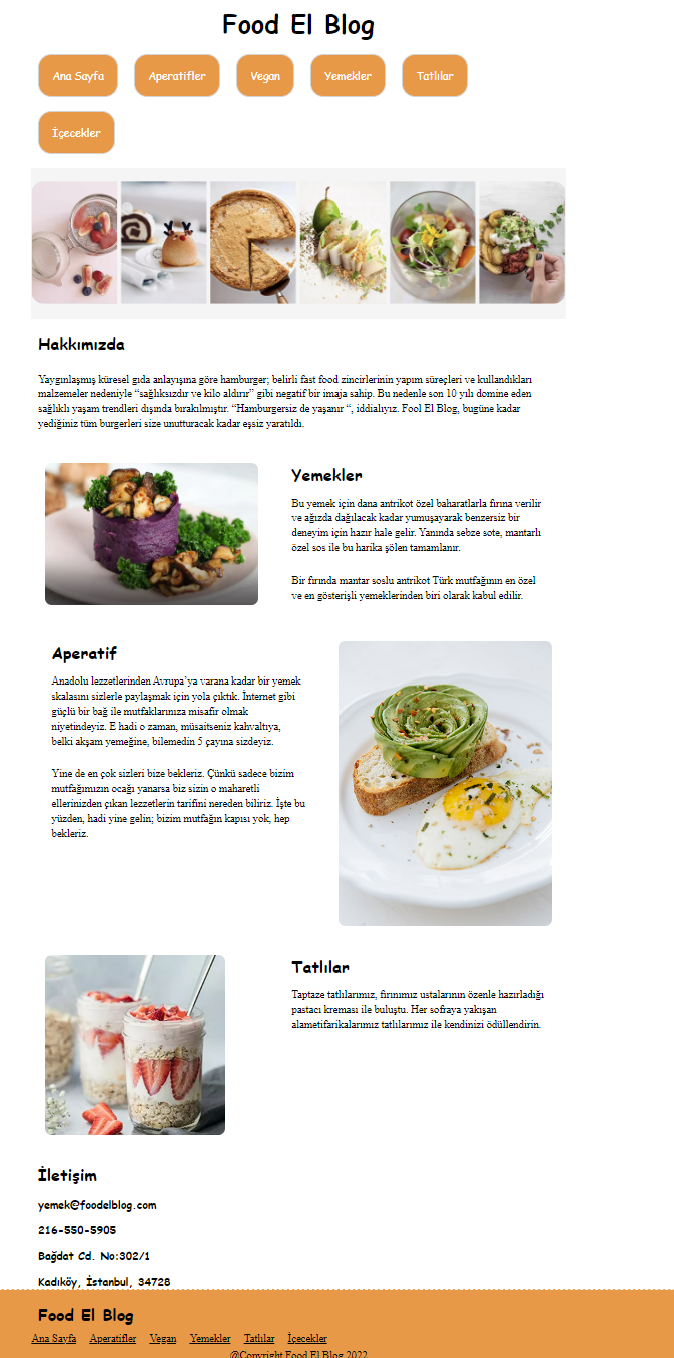 Food El Blog
Ana Sayfa Aperatifler Vegan Yemekler Tatlılar
İçecekler
Hakkımızda
Yaygınlaşmış küresel gıda anlayışına göre hamburger; belirli fast food zincirlerinin yapım süreçleri ve kullandıkları
malzemeler nedeniyle “sağlıksızdır ve kilo aldırır” gibi negatif bir imaja sahip. Bu nedenle son 10 yılı domine eden
sağlıklı yaşam trendleri dışında bırakılmıştır. “Hamburgersiz de yaşanır “, iddialıyız. Fool El Blog, bugüne kadar
yediğiniz tüm burgerleri size unutturacak kadar eşsiz yaratıldı.
Yemekler
Bu yemek için dana antrikot özel baharatlarla fırına verilir
ve ağızda dağılacak kadar yumuşayarak benzersiz bir
deneyim için hazır hale gelir. Yanında sebze sote, mantarlı
özel sos ile bu harika şölen tamamlanır.
Bir fırında mantar soslu antrikot Türk mutfağının en özel
ve en gösterişli yemeklerinden biri olarak kabul edilir.
Aperatif
Anadolu lezzetlerinden Avrupa’ya varana kadar bir yemek
skalasını sizlerle paylaşmak için yola çıktık. İnternet gibi
güçlü bir bağ ile mutfaklarınıza misafir olmak
niyetindeyiz. E hadi o zaman, müsaitseniz kahvaltıya,
belki akşam yemeğine, bilemedin 5 çayına sizdeyiz.
Yine de en çok sizleri bize bekleriz. Çünkü sadece bizim
mutfağımızın ocağı yanarsa biz sizin o maharetli
ellerinizden çıkan lezzetlerin tarifini nereden biliriz. İşte bu
yüzden, hadi yine gelin; bizim mutfağın kapısı yok, hep
bekleriz.
Tatlılar
Taptaze tatlılarımız, fırınımız ustalarının özenle hazırladığı
pastacı kreması ile buluştu. Her sofraya yakışan
alametifarikalarımız tatlılarımız ile kendinizi ödüllendirin.
İletişim
yemek@foodelblog.com
216-550-5905
Bağdat Cd. No:302/1
Kadıköy, İstanbul, 34728
Food El Blog
Ana Sayfa Aperatifler Vegan Yemekler Tatlılar İçecekler
@Copyright Food El Blog 2022